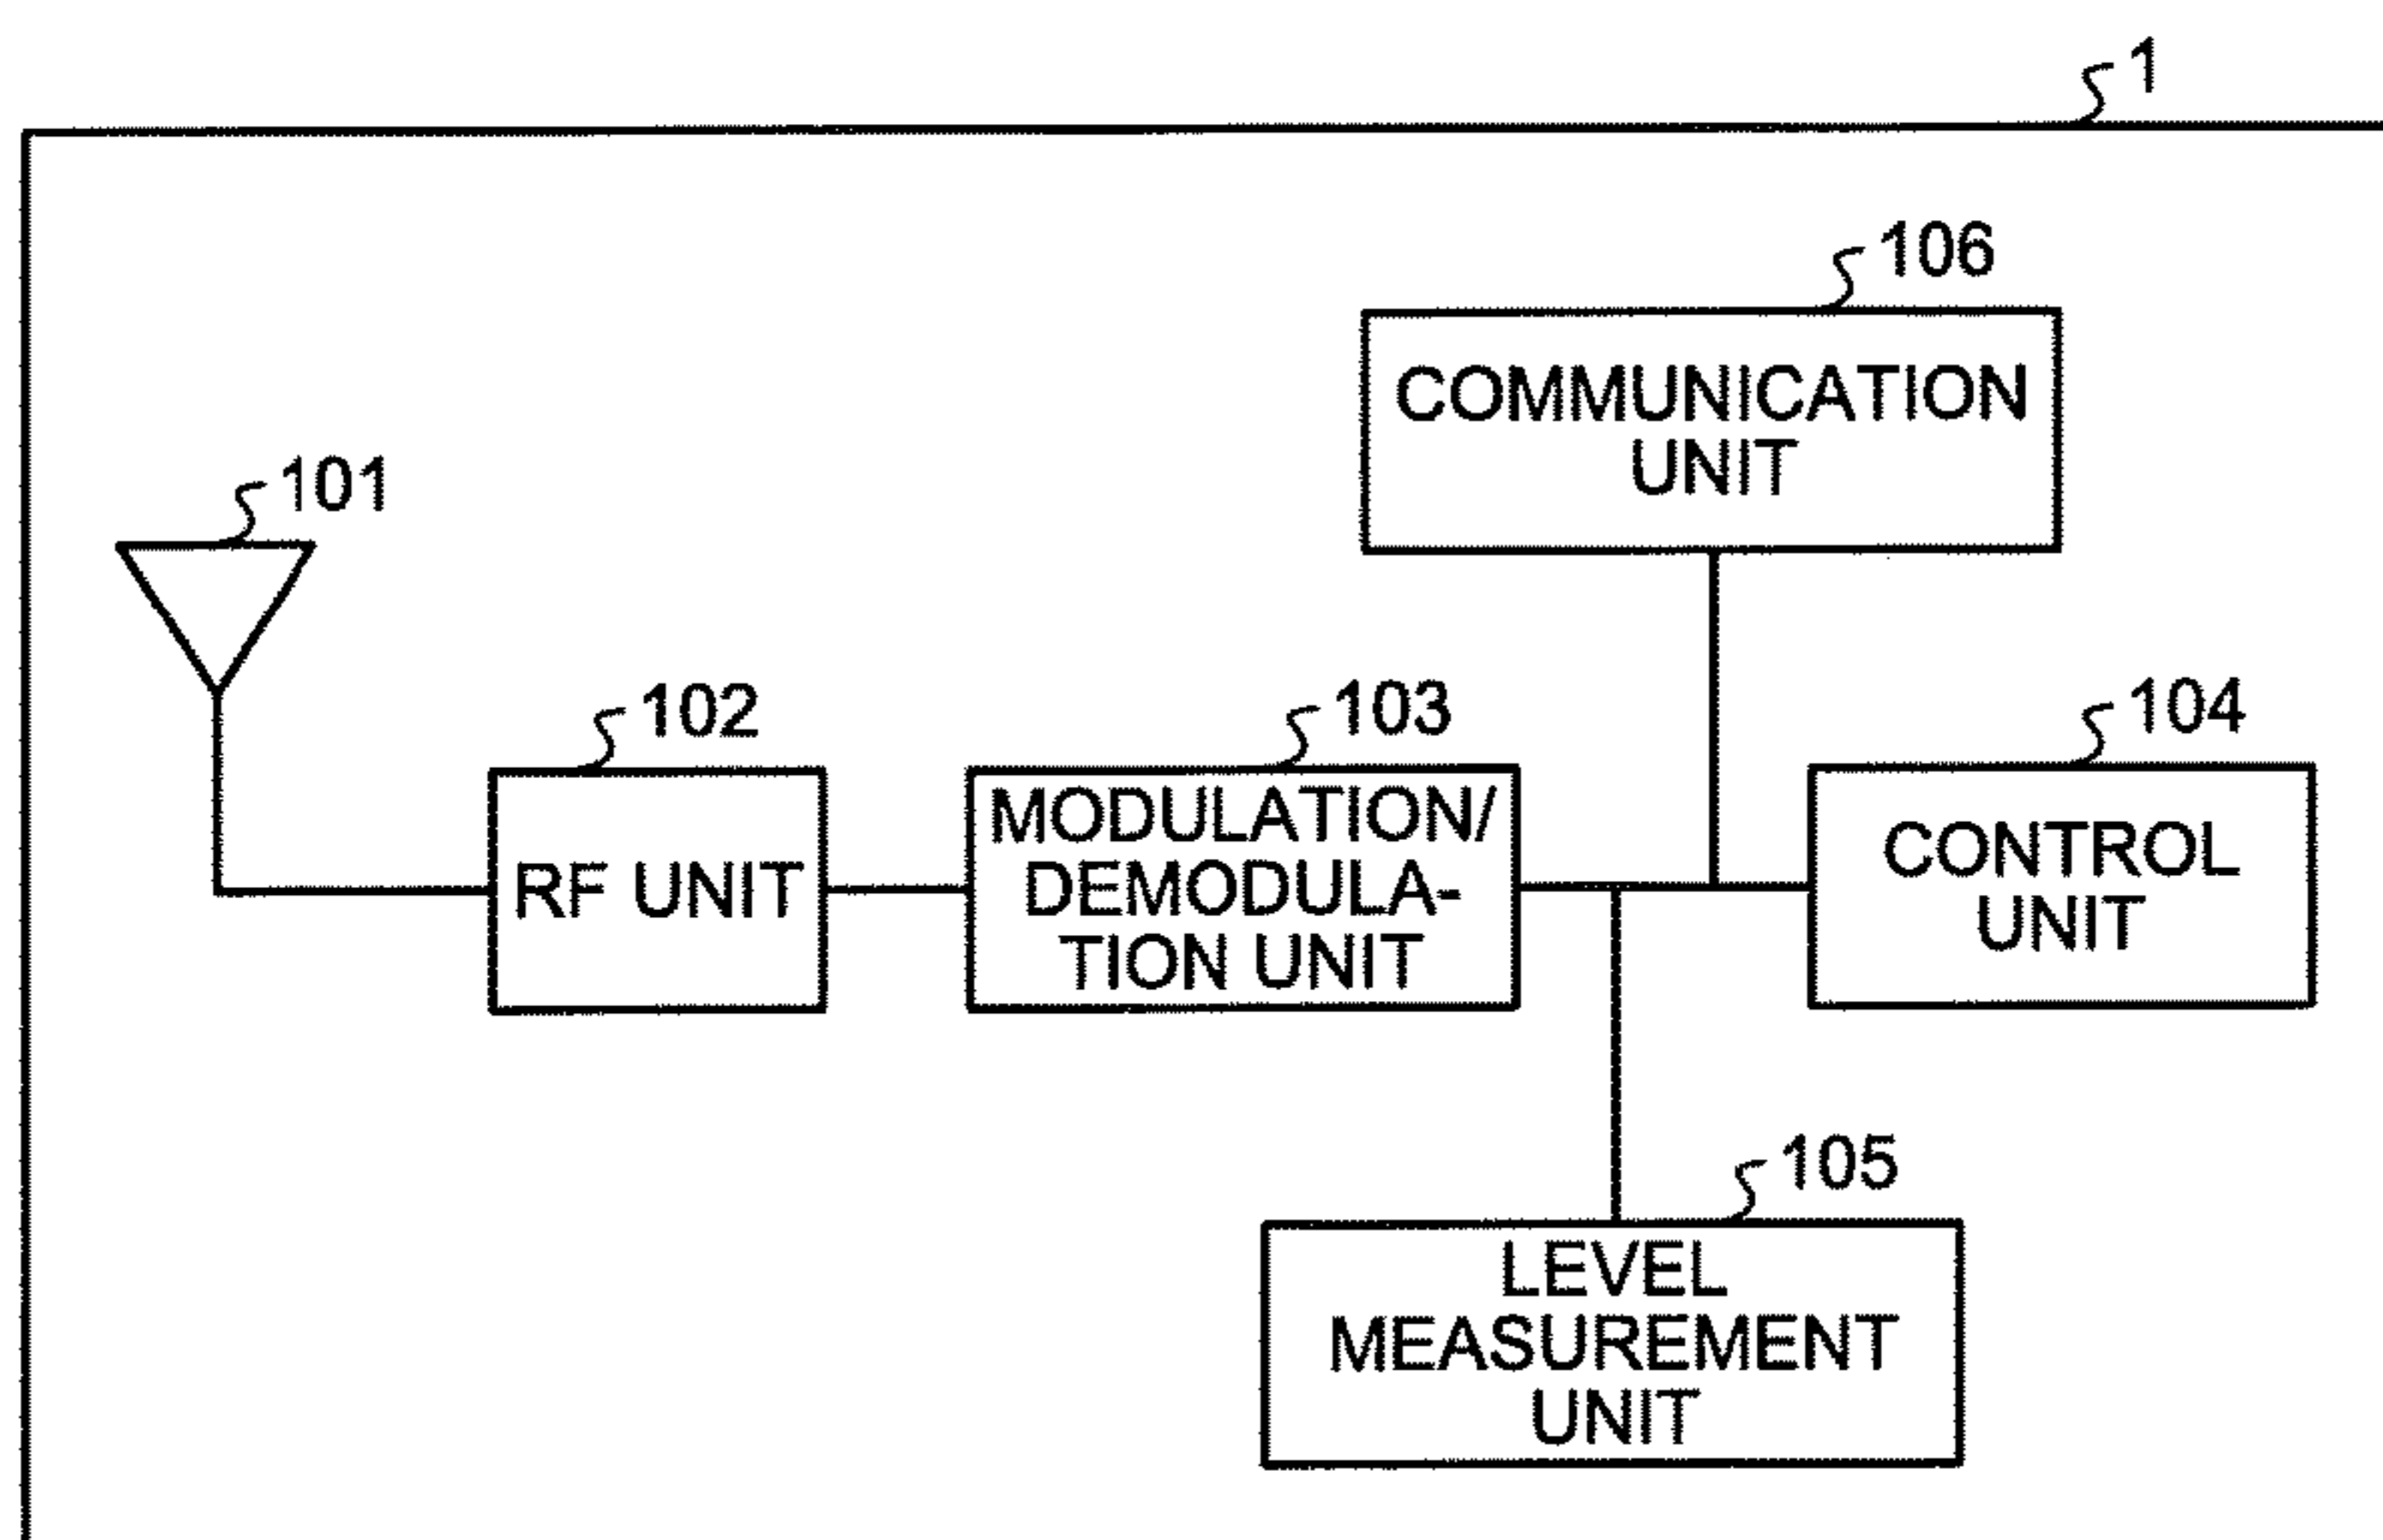 1
106
COMMUNICATION
UNIT
101
102
RF UNIT
103
MODULATION/
DEMODULA-
TION UNIT
104
CONTROL
UNIT
105
LEVEL
MEASUREMENT
UNIT